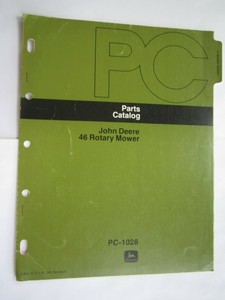 PC
Parts
Catalog
John Deere
46 Rotary Mower
PC-1028